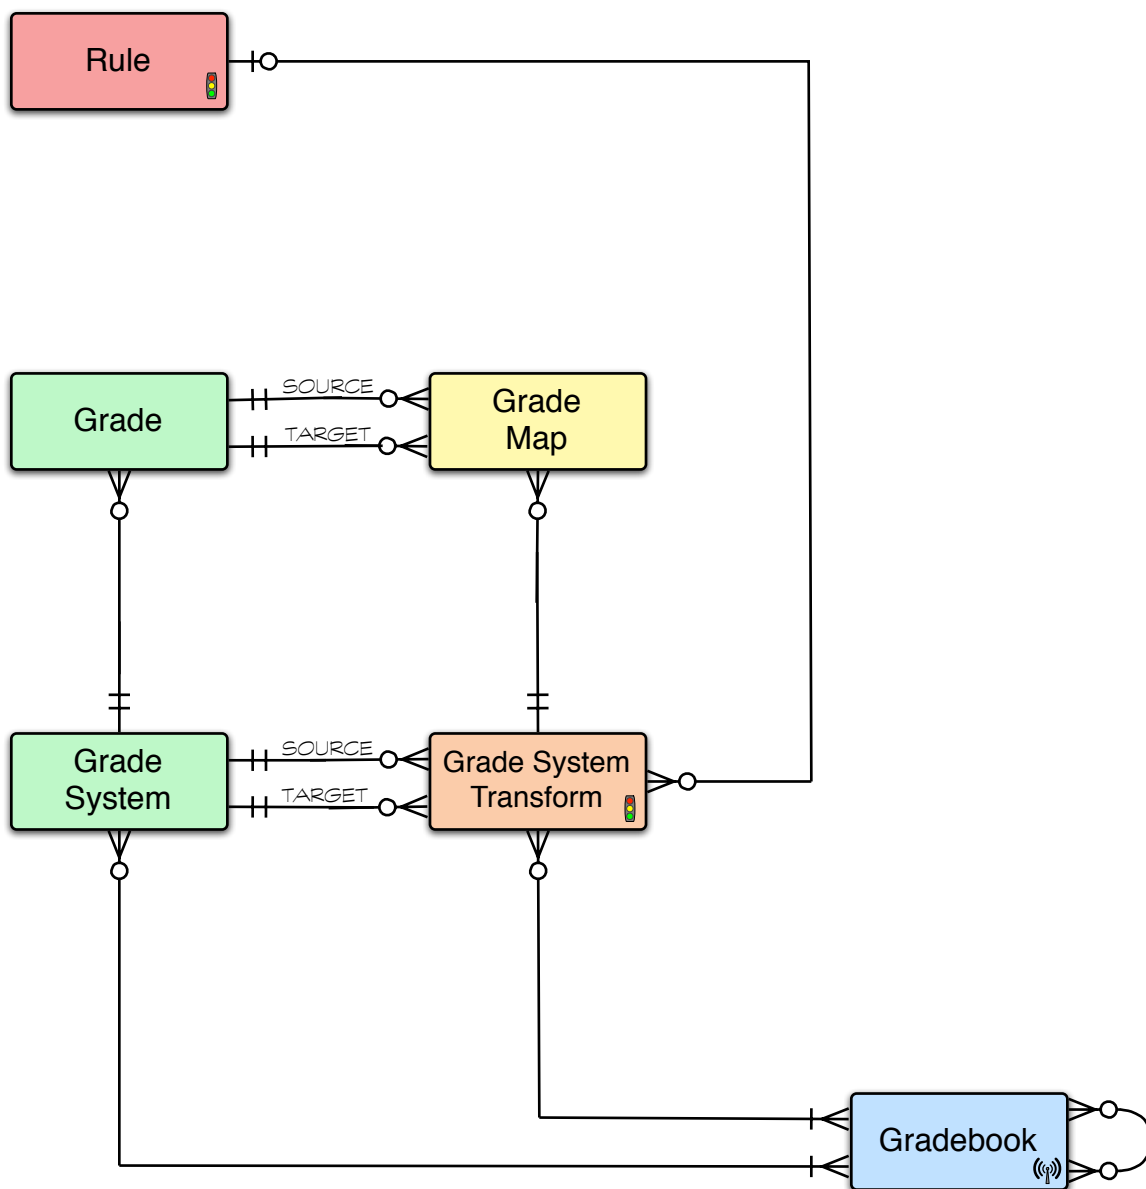 Rule
Grade
SOURCE
TARGET
Grade
Map
Grade
System
SOURCE
TARGET
Grade System
Transform
Gradebook